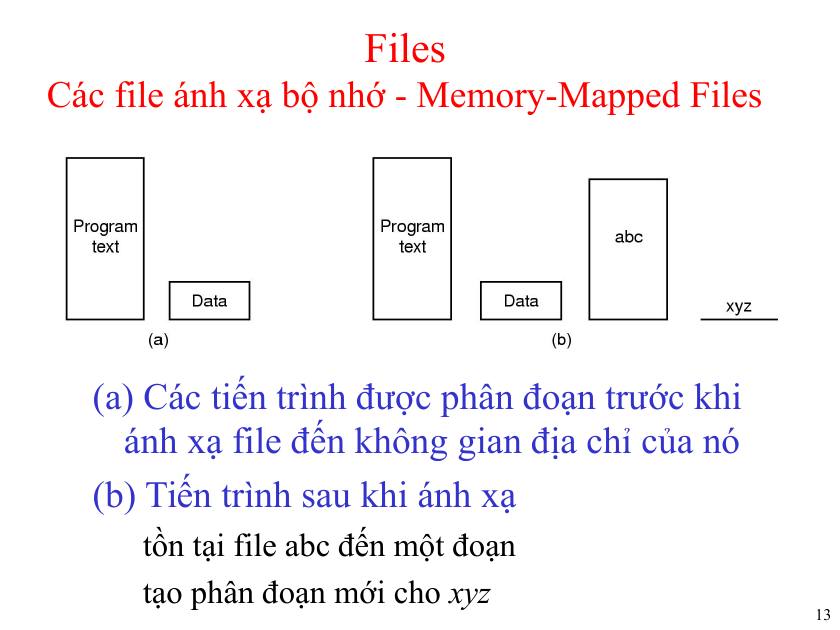 Files
Các file ánh xạ bộ nhớ - Memory-Mapped Files
Program
text
Data
(a)
Program
text
Data
abc
xyz
(b)
(a) Các tiến trình được phân đoạn trước khi
ánh xạ file đến không gian địa chỉ của nó
(b) Tiến trình sau khi ánh xạ
tồn tại file abc đến một đoạn
tạo phân đoạn mới cho xyz
13